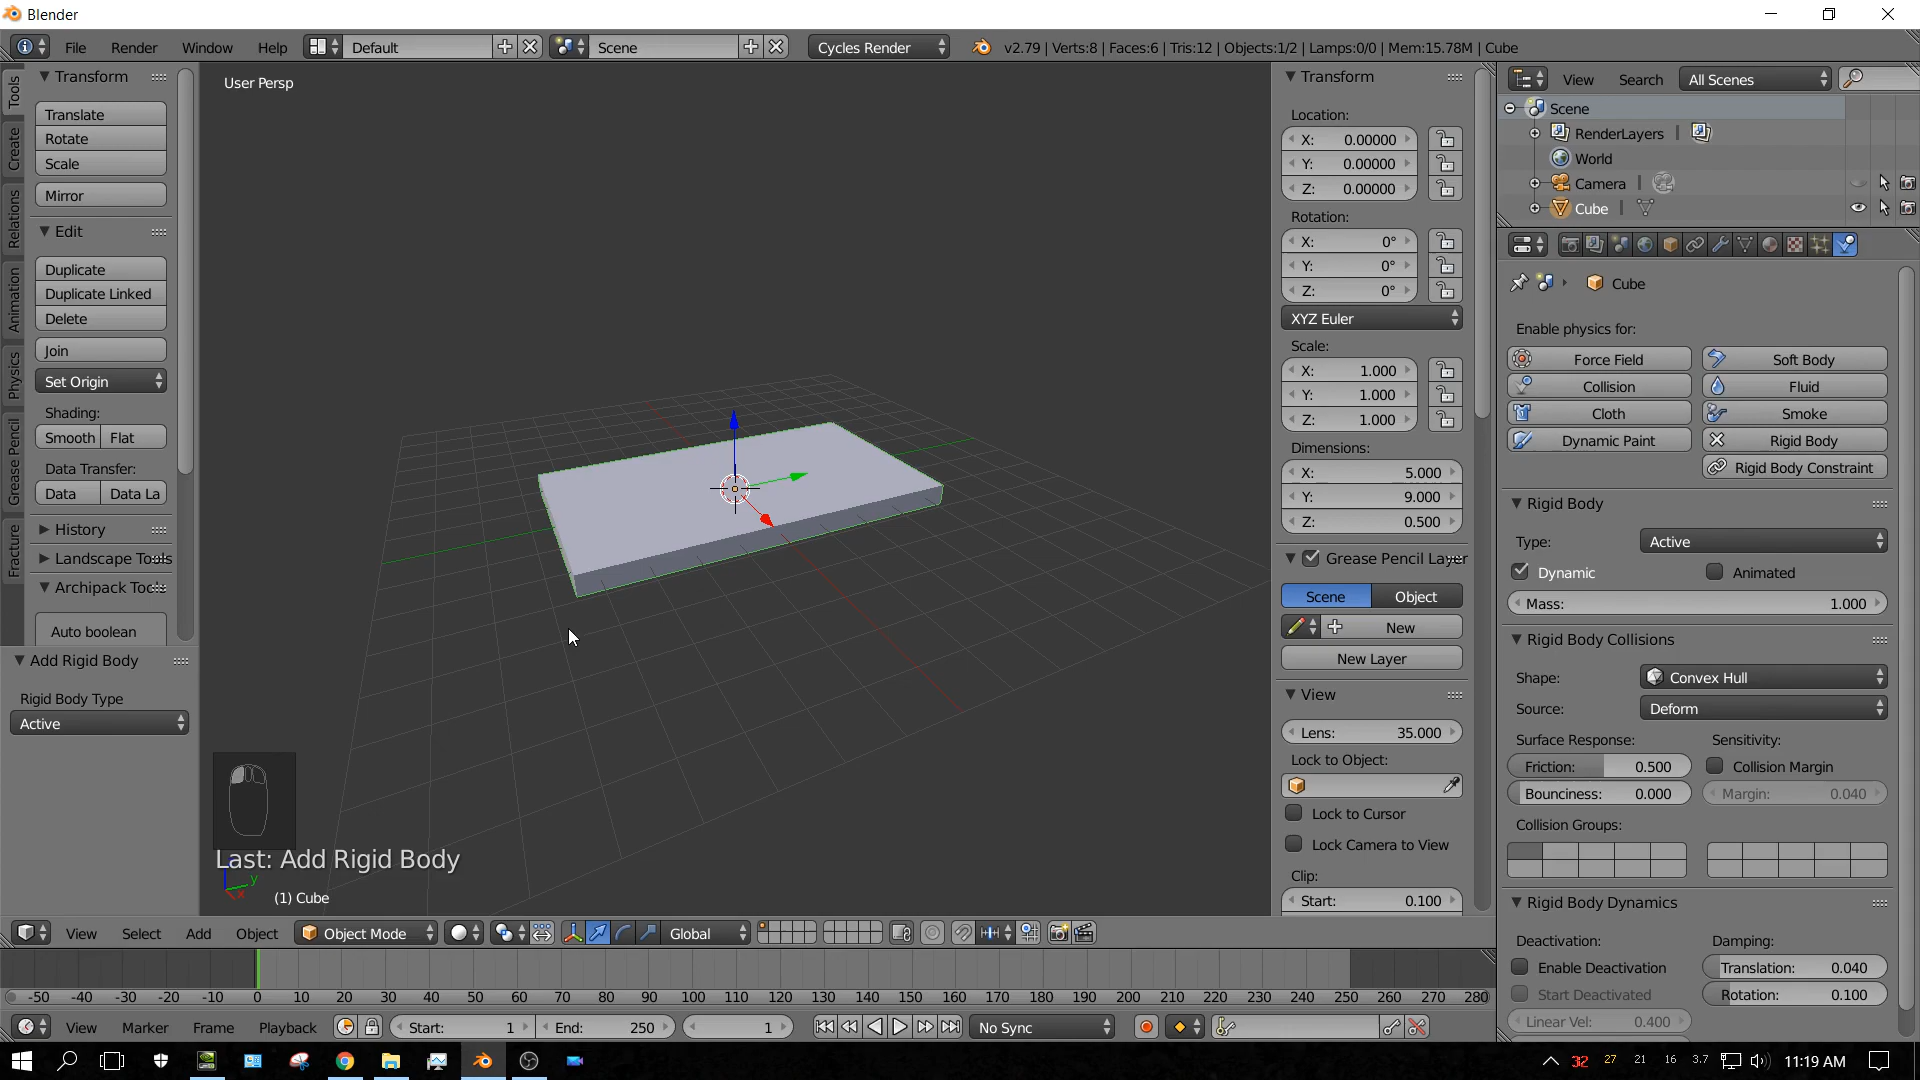 Blender
File Render Window Help Default Scene Cycles Render v2.79 | Verts:8 | Faces:6 | Tris:12 | Objects:1/2 | Lamps:0/0 | Mem:15.78M | Cube
Tools
Create
Relations
Animation
Physics
Grease Pencil
Fracture
Transform
Translate
Rotate
Scale
Mirror
Edit
Duplicate
Duplicate Linked
Delete
Join
Set Origin
Shading:
Smooth Flat
Data Transfer:
Data Data La
History
Landscape Tools
Archipack Tools
Auto boolean
Add Rigid Body
Rigid Body Type
Active
User Persp
Last: Add Rigid Body
z
y
x
(1) Cube
Transform
Location:
X: 0.00000
Y: 0.00000
Z: 0.00000
Rotation:
X: 0°
Y: 0°
Z: 0°
XYZ Euler
Scale:
X: 1.000
Y: 1.000
Z: 1.000
Dimensions:
X: 5.000
Y: 9.000
Z: 0.500
Grease Pencil Layer
Scene Object
New
New Layer
View
Lens: 35.000
Lock to Object:
Lock to Cursor
Lock Camera to View
Clip:
Start: 0.100
View Search All Scenes
Scene
RenderLayers |
World
Camera |
Cube |
Cube
Enable physics for:
Force Field Soft Body
Collision Fluid
Cloth Smoke
Dynamic Paint Rigid Body
Rigid Body Constraint
Rigid Body
Type: Active
Dynamic Animated
Mass: 1.000
Rigid Body Collisions
Shape: Convex Hull
Source: Deform
Surface Response: Sensitivity:
Friction: 0.500 Collision Margin
Bounciness: 0.000 Margin: 0.040
Collision Groups:
Rigid Body Dynamics
Deactivation: Damping:
Enable Deactivation Translation: 0.040
Start Deactivated Rotation: 0.100
Linear Vel: 0.400
View Select Add Object Object Mode Global
-50 -40 -30 -20 -10 0 10 20 30 40 50 60 70 80 90 100 110 120 130 140 150 160 170 180 190 200 210 220 230 240 250 260 270 280
View Marker Frame Playback Start: 1 End: 250 1 No Sync
32 27 21 16 3.7 11:19 AM